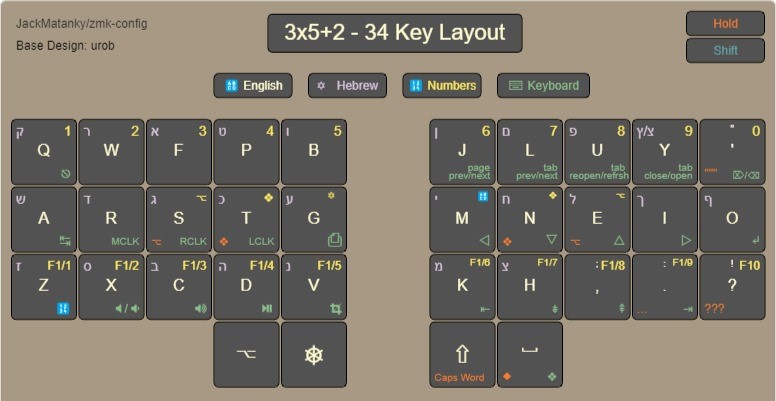 JackMatanky/zmk-config
Base Design: urob
3x5+2 - 34 Key Layout
Hold
Shift
English
Hebrew
Numbers
Keyboard
ק 1
Q
ר 2
W
א 3
F
ט 4
P
ו 5
B
ן 6
J
page
prev/next
ם 7
L
tab
prev/next
פ 8
U
tab
reopen/refrsh
ץ/צ 9
Y
tab
close/open
" 0
'
ש
A
ד
R
MCLK
ג
S
RCLK
כ
T
LCLK
ע
G
י
M
ח
N
ל
E
ך
I
ף
O
ז F1/1
Z
ס F1/2
X
ב F1/3
C
ה F1/4
D
נ F1/5
V
מ F1/6
K
צ F1/7
H
; F1/8
,
: F1/9
.
...
! F10
?
???
Caps Word